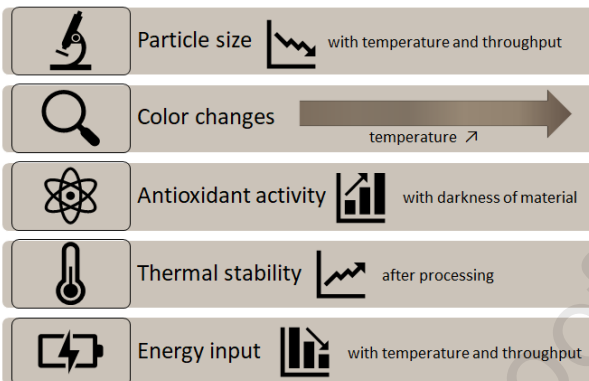 Particle size with temperature and throughput
Color changes
temperature ↗
Antioxidant activity with darkness of material
Thermal stability after processing
Energy input with temperature and throughput